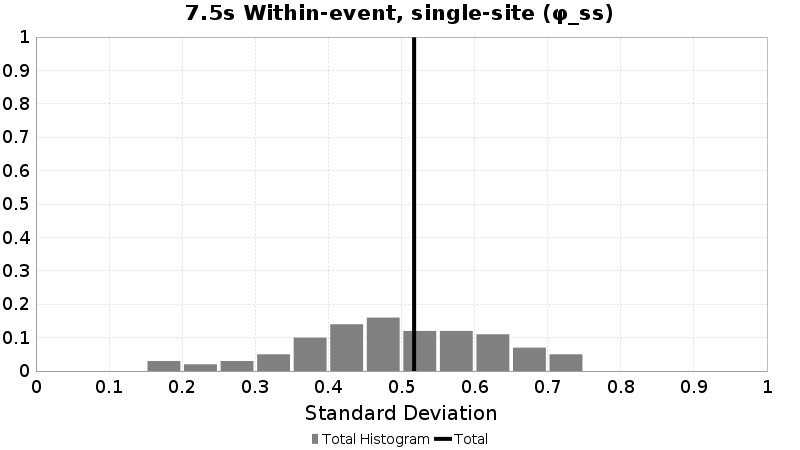 7.5s Within-event, single-site (φ_ss)
1
0.9
0.8
0.7
0.6
0.5
0.4
0.3
0.2
0.1
0
0 0.1 0.2 0.3 0.4 0.5 0.6 0.7 0.8 0.9 1
Standard Deviation
Total Histogram Total